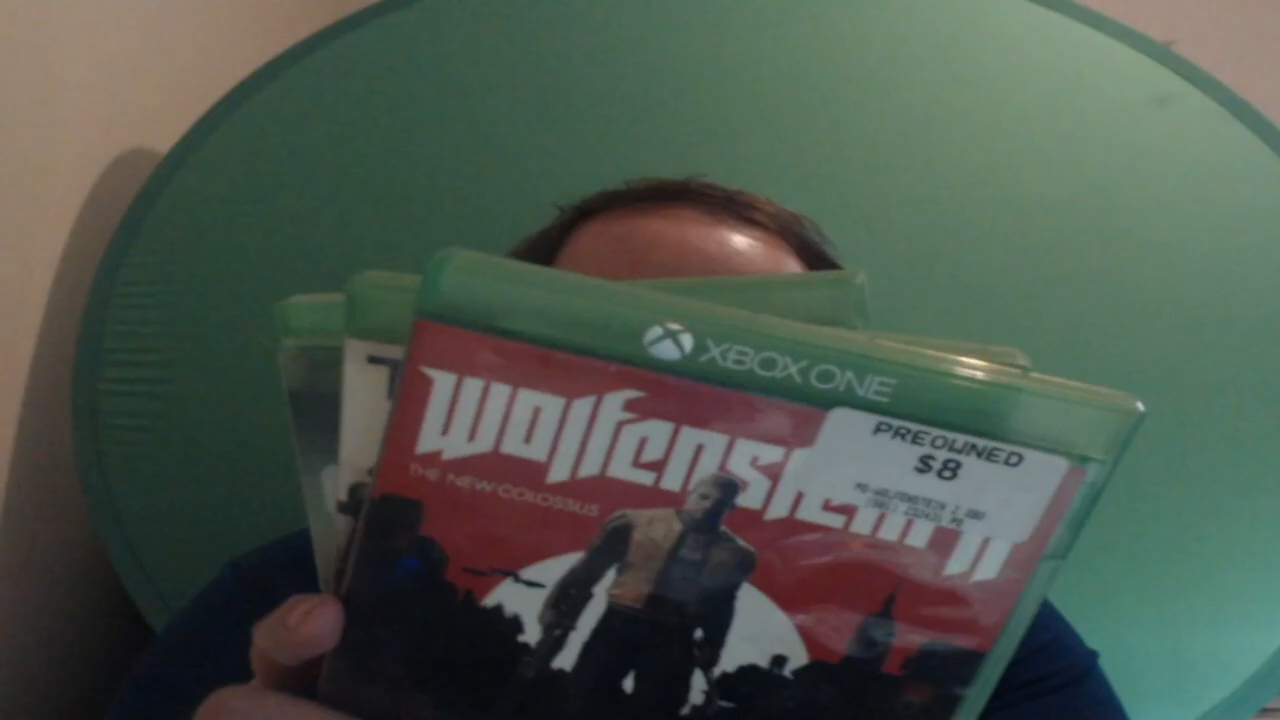 XBOX ONE
Wolfenstein II
THE NEW COLOSSUS
PREOWNED
$8
T